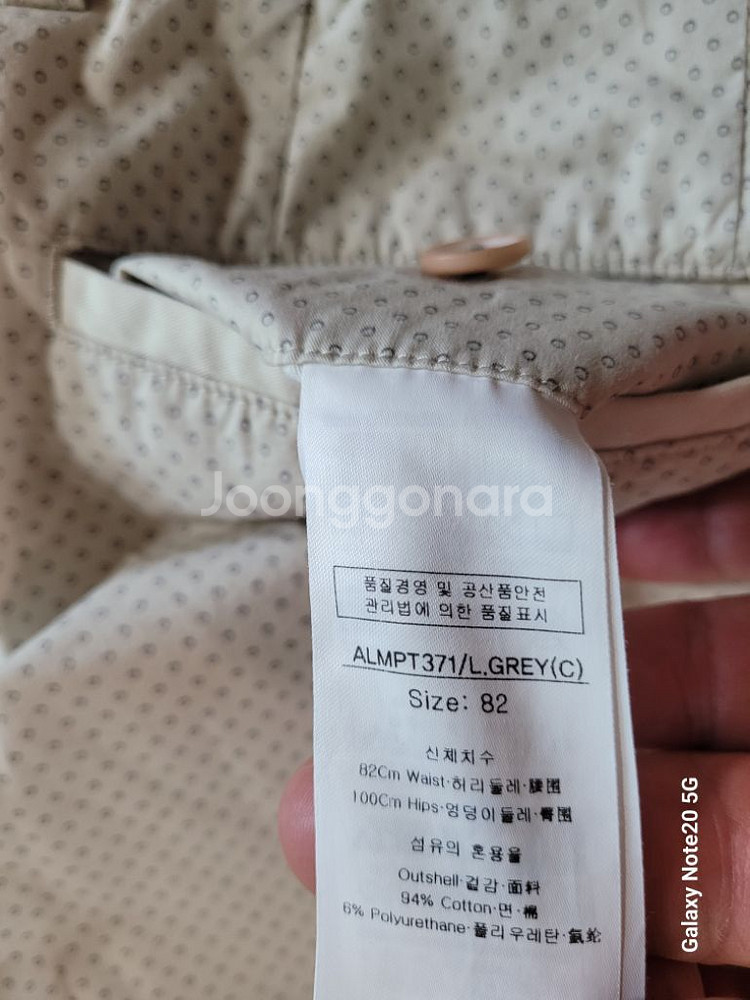 Joonggonara
품질경영 및 공산품안전
관리법에 의한 품질표시
ALMPT371/L.GREY(C)
Size: 82
신체치수
82Cm Waist·허리둘레·腰圍
100Cm Hips·엉덩이둘레·臀圍
섬유의 혼용율
Outshell·겉감·面料
94% Cotton·면·棉
6% Polyurethane·폴리우레탄·氨纶
Galaxy Note20 5G